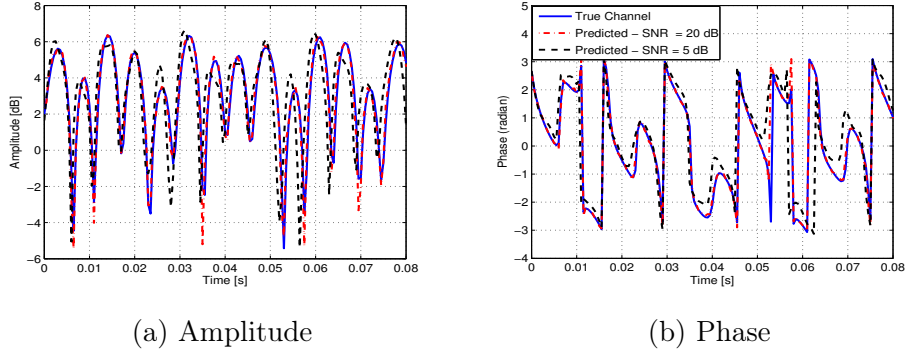 8
6
4
2
0
−2
−4
−6
Amplitude [dB]
0 0.01 0.02 0.03 0.04 0.05 0.06 0.07 0.08
Time [s]
(a) Amplitude
5
4
3
2
1
0
−1
−2
−3
−4
Phase (radian)
True Channel
Predicted − SNR = 20 dB
Predicted − SNR = 5 dB
0 0.01 0.02 0.03 0.04 0.05 0.06 0.07 0.08
Time [s]
(b) Phase